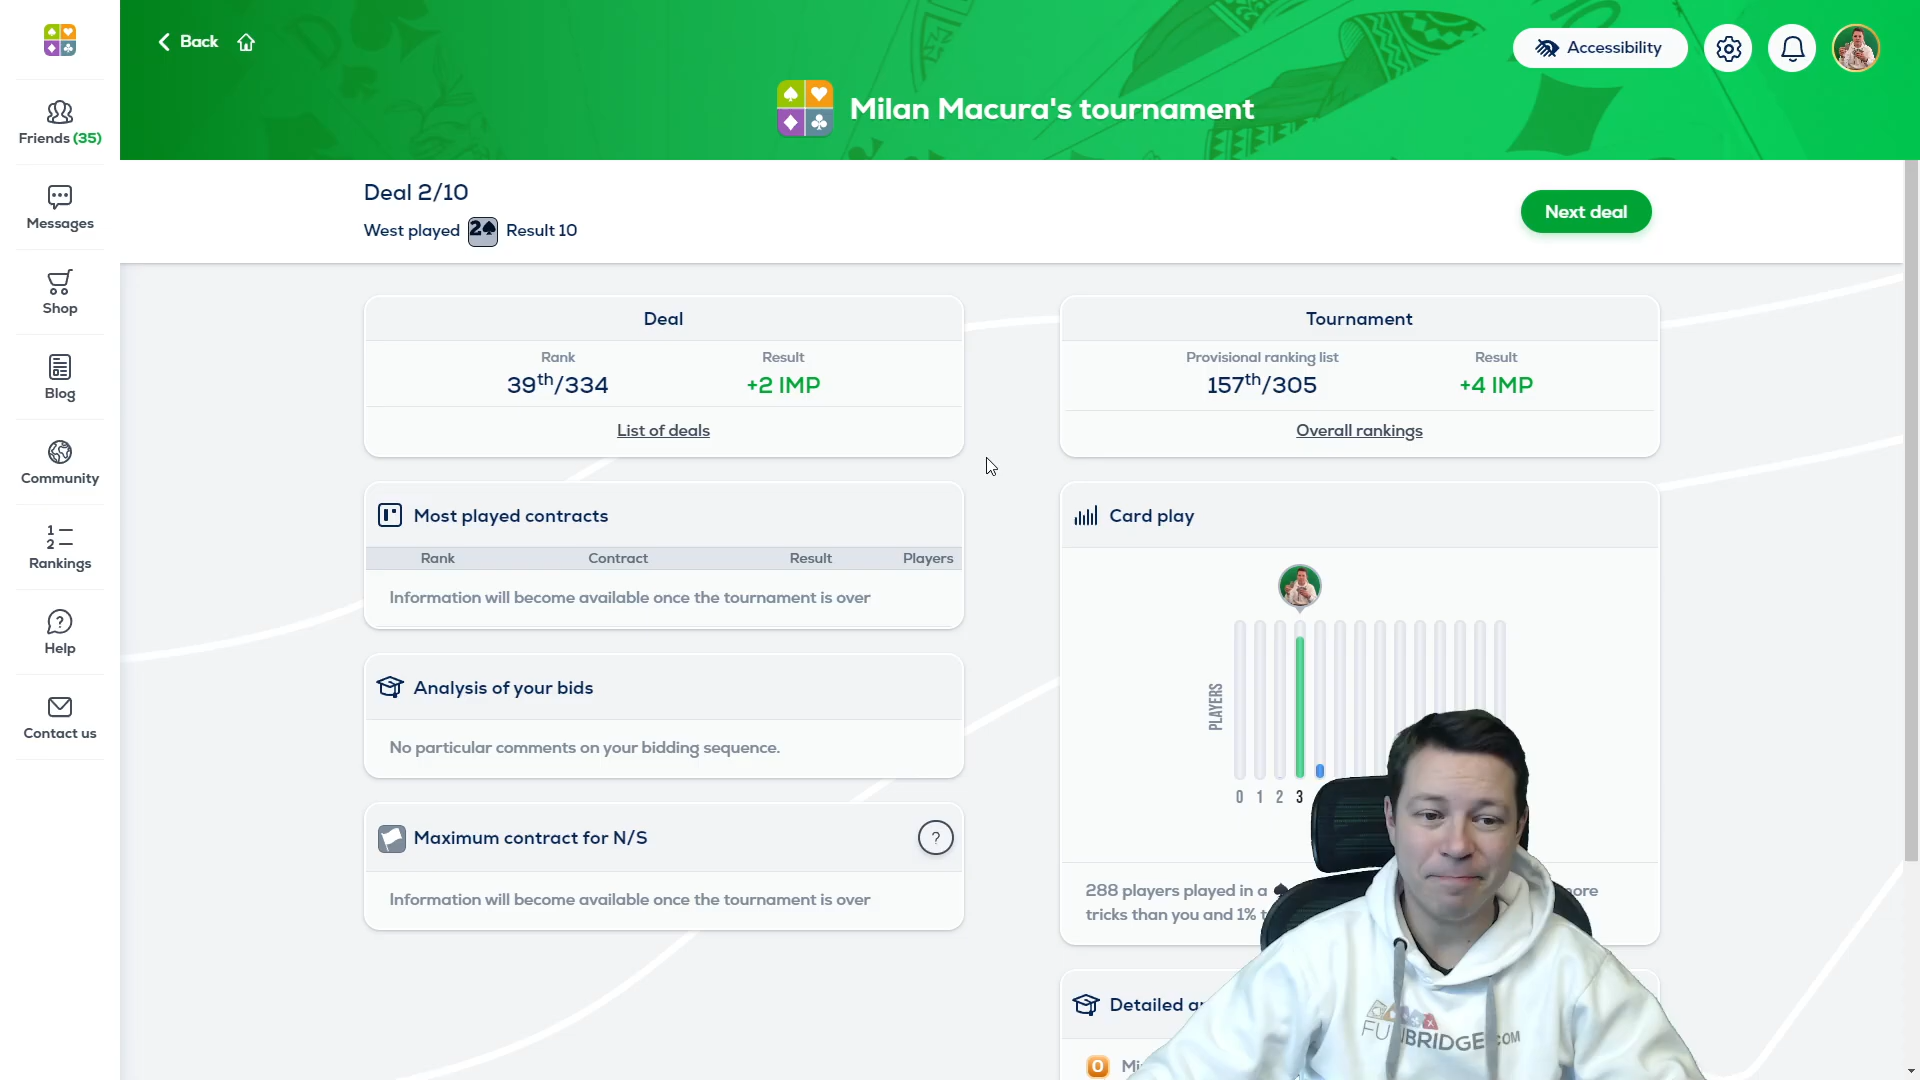 Back
Accessibility
Milan Macura's tournament
Friends (35)
Messages
Shop
Blog
Community
1
2
Rankings
Help
Contact us
Deal 2/10
West played 2♠ Result 10
Next deal
Deal
Rank
Result
39th/334
+2 IMP
List of deals
Tournament
Provisional ranking list
Result
157th/305
+4 IMP
Overall rankings
Most played contracts
Rank Contract Result Players
Information will become available once the tournament is over
Analysis of your bids
No particular comments on your bidding sequence.
Maximum contract for N/S
?
Information will become available once the tournament is over
Card play
PLAYERS
0 1 2 3
288 players played in a ♠
tricks than you and 1%
Detailed
O
FUNBRIDGE.COM